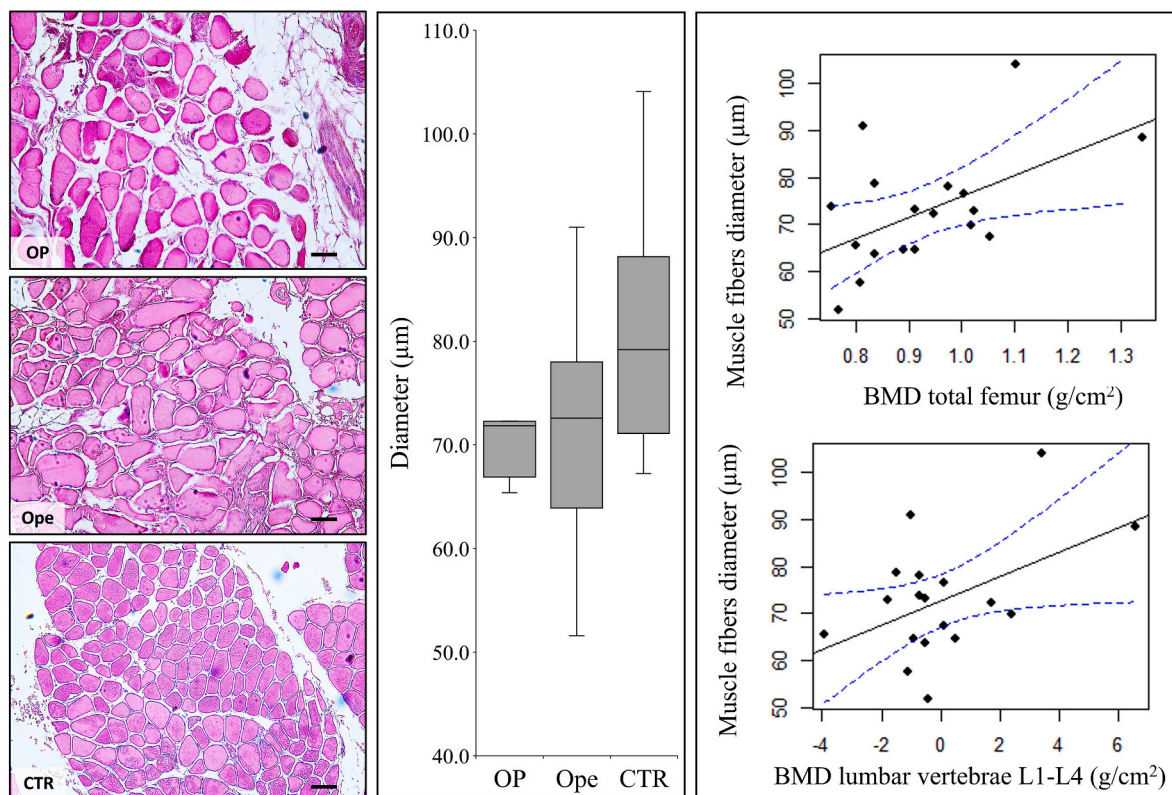 OP
Ope
CTR
110.0
100.0
90.0
80.0
70.0
60.0
50.0
40.0
Diameter (µm)
OP Ope CTR
100
90
80
70
60
50
Muscle fibers diameter (µm)
0.8 0.9 1.0 1.1 1.2 1.3
BMD total femur (g/cm²)
100
90
80
70
60
50
Muscle fibers diameter (µm)
-4 -2 0 2 4 6
BMD lumbar vertebrae L1-L4 (g/cm²)